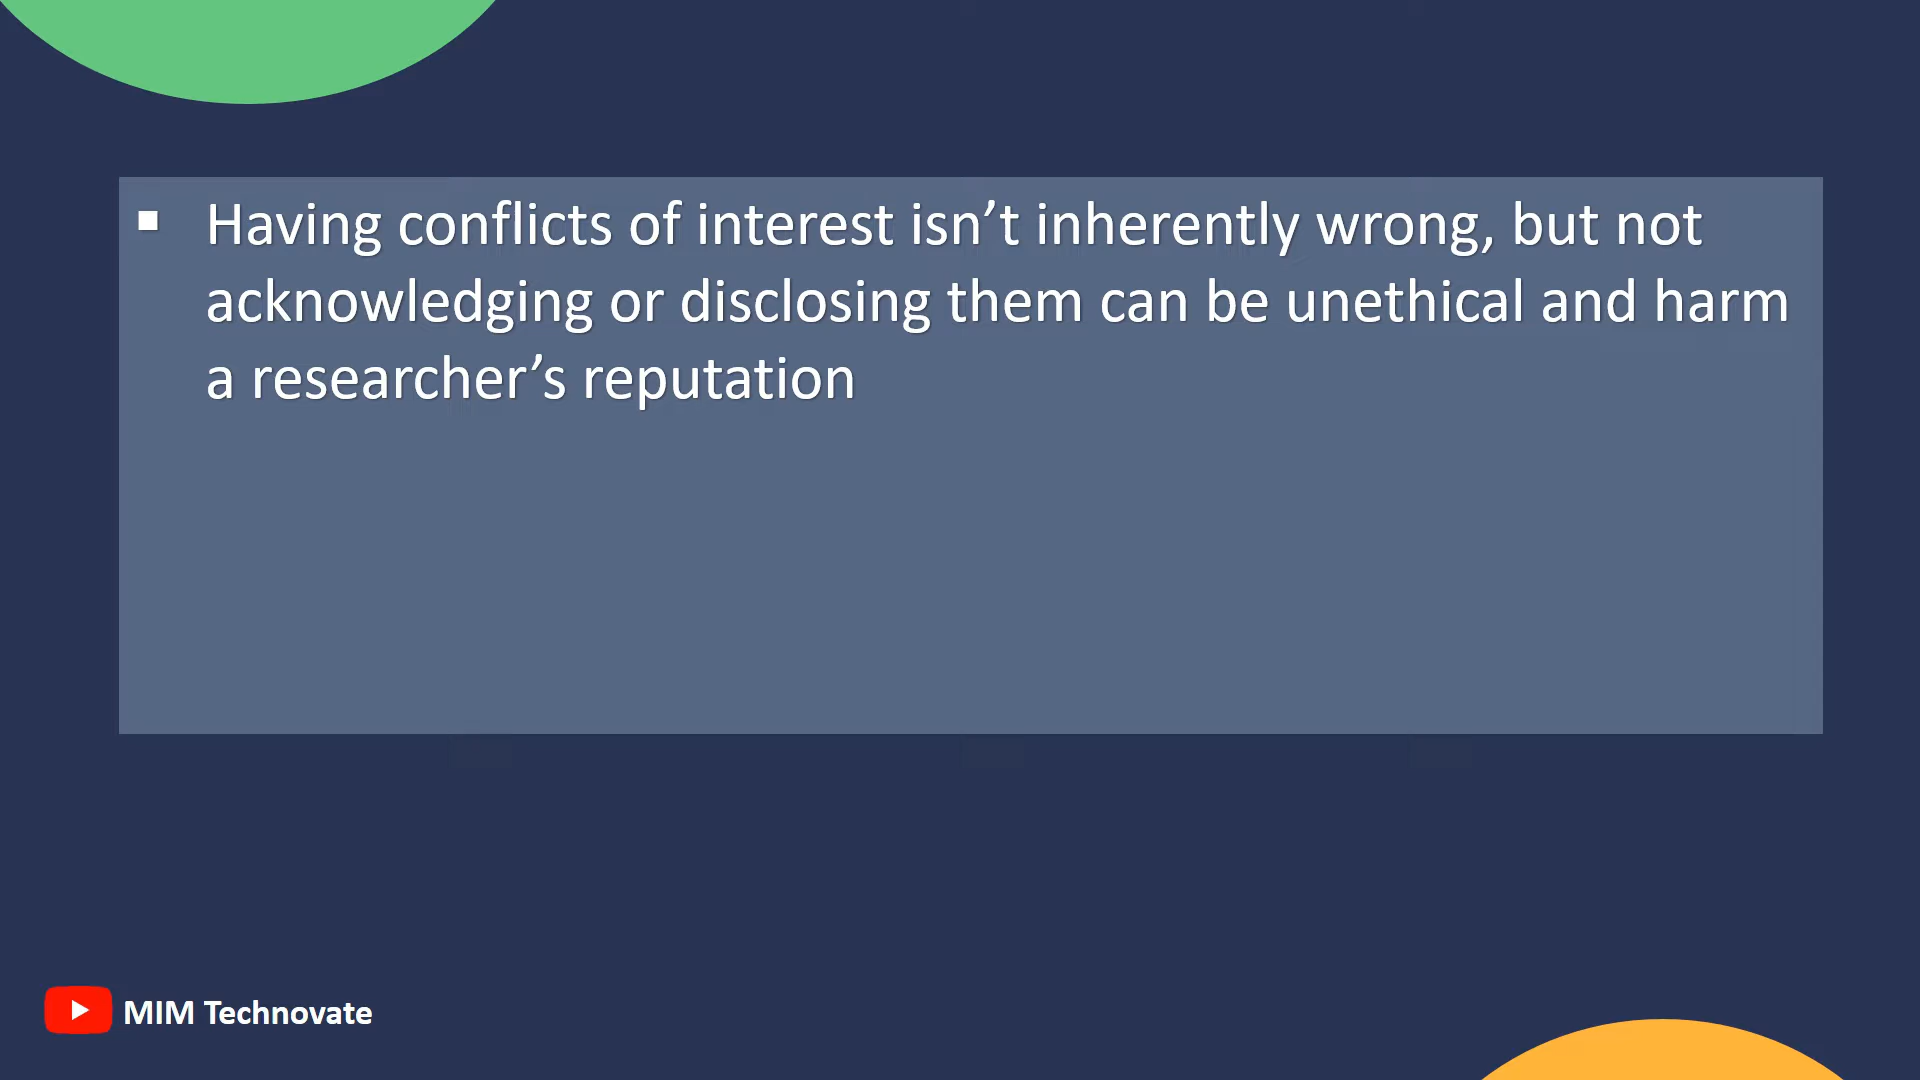 ▪ Having conflicts of interest isn’t inherently wrong, but not
acknowledging or disclosing them can be unethical and harm
a researcher’s reputation
MIM Technovate